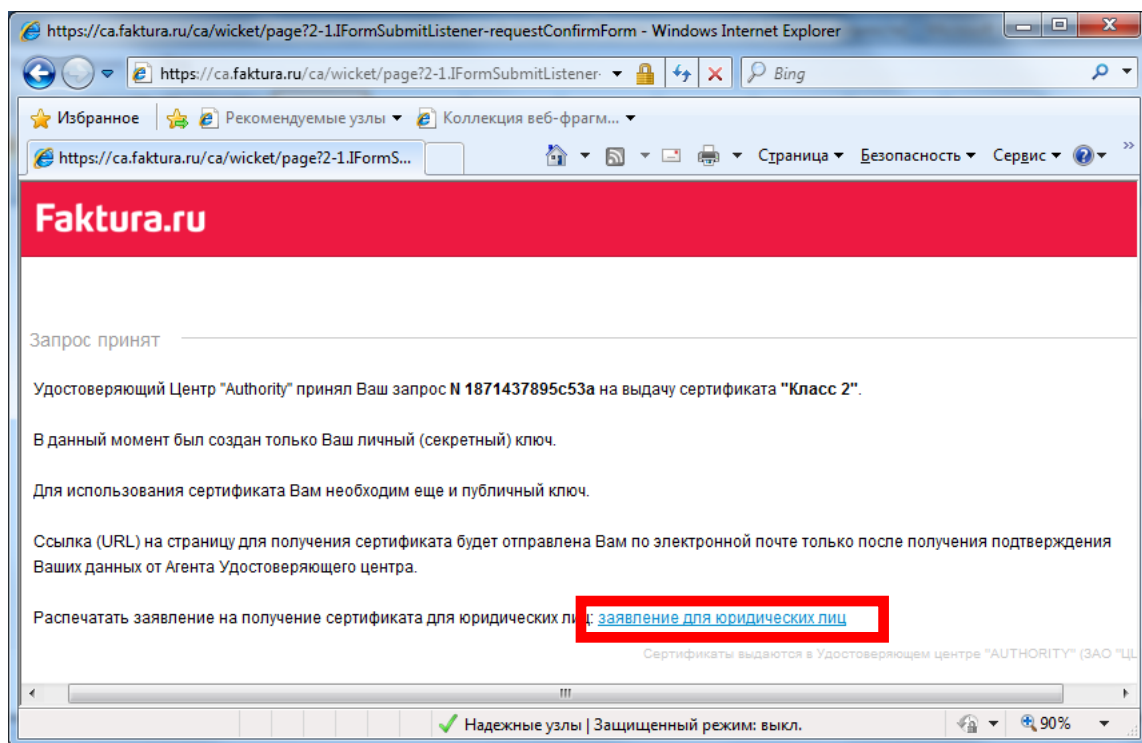 https://ca.faktura.ru/ca/wicket/page?2-1.IFormSubmitListener-requestConfirmForm - Windows Internet Explorer
https://ca.faktura.ru/ca/wicket/page?2-1.IFormSubmitListener-
Bing
Избранное Рекомендуемые узлы Коллекция веб-фрагм...
https://ca.faktura.ru/ca/wicket/page?2-1.IFormS... Страница Безопасность Сервис
Faktura.ru
Запрос принят
Удостоверяющий Центр "Authority" принял Ваш запрос N 1871437895c53a на выдачу сертификата "Класс 2".
В данный момент был создан только Ваш личный (секретный) ключ.
Для использования сертификата Вам необходим еще и публичный ключ.
Ссылка (URL) на страницу для получения сертификата будет отправлена Вам по электронной почте только после получения подтверждения
Ваших данных от Агента Удостоверяющего центра.
Распечатать заявление на получение сертификата для юридических лиц: заявление для юридических лиц
Сертификаты выдаются в Удостоверяющем центре "AUTHORITY" (ЗАО "ЦЦ
Надежные узлы | Защищенный режим: выкл. 90%